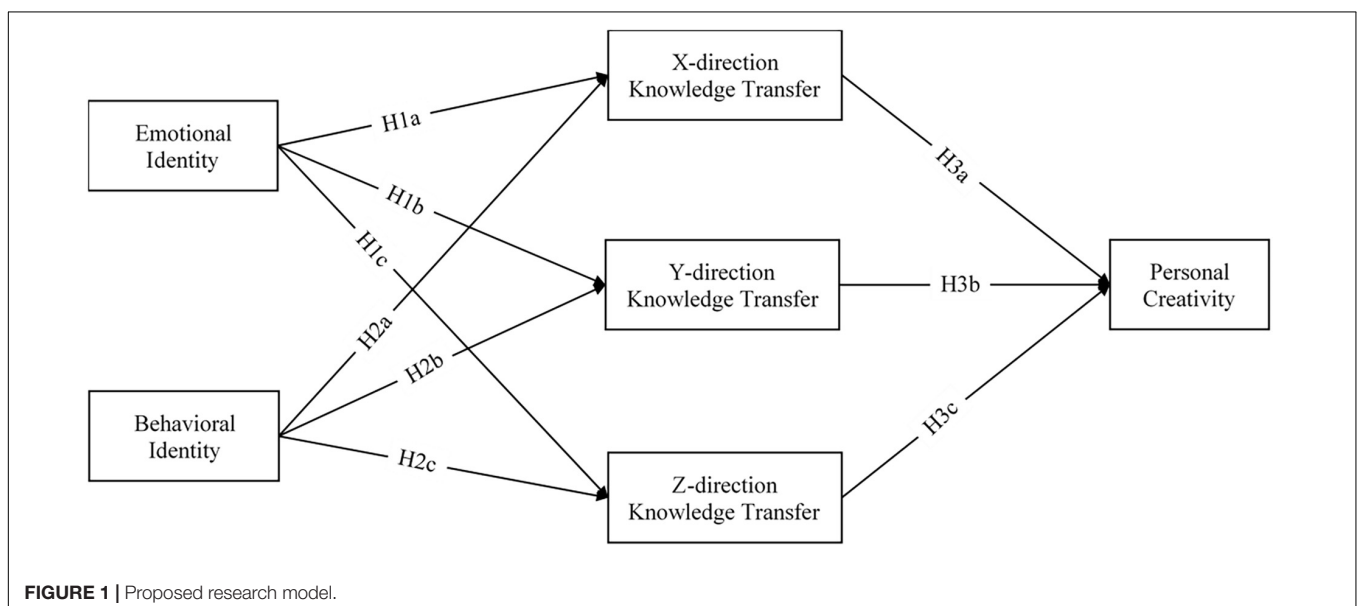 X-direction
Knowledge Transfer
Emotional
Identity
H1a
H1b
H1c
H3a
Y-direction
Knowledge Transfer
H3b
Personal
Creativity
H2a
H2b
H2c
H3c
Behavioral
Identity
Z-direction
Knowledge Transfer
FIGURE 1 | Proposed research model.